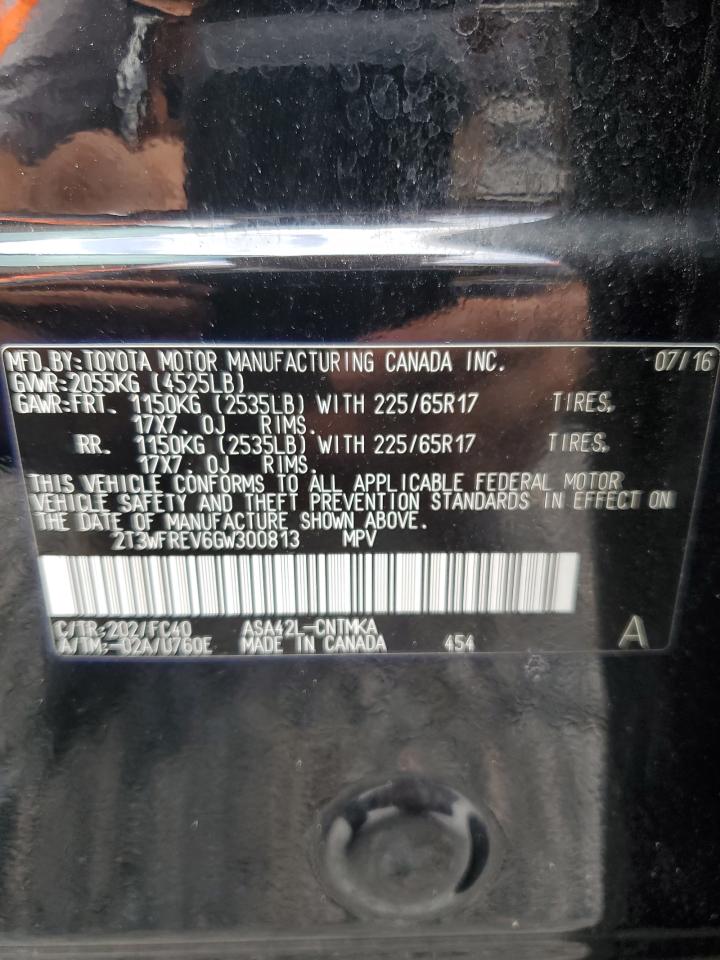 MFD.BY:TOYOTA MOTOR MANUFACTURING CANADA INC. 07/16
GVWR:2055KG (4525LB)
GAWR:FRT. 1150KG (2535LB) WITH 225/65R17 TIRES,
17X7. 0J RIMS.
RR. 1150KG (2535LB) WITH 225/65R17 TIRES,
17X7. 0J RIMS.
THIS VEHICLE CONFORMS TO ALL APPLICABLE FEDERAL MOTOR
VEHICLE SAFETY AND THEFT PREVENTION STANDARDS IN EFFECT ON
THE DATE OF MANUFACTURE SHOWN ABOVE.
2T3WFREV6GW300813 MPV
C/TR:202/FC40 ASA42L-CNTMKA
A/TM:-02A/U760E MADE IN CANADA 454 A